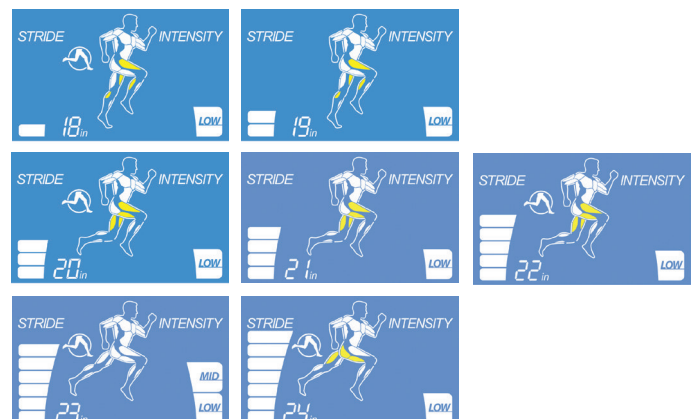 STRIDE INTENSITY
18in LOW
STRIDE INTENSITY
19in LOW
STRIDE INTENSITY
20in LOW
STRIDE INTENSITY
21in LOW
STRIDE INTENSITY
22in LOW
STRIDE INTENSITY
MID
23in LOW
STRIDE INTENSITY
24in LOW